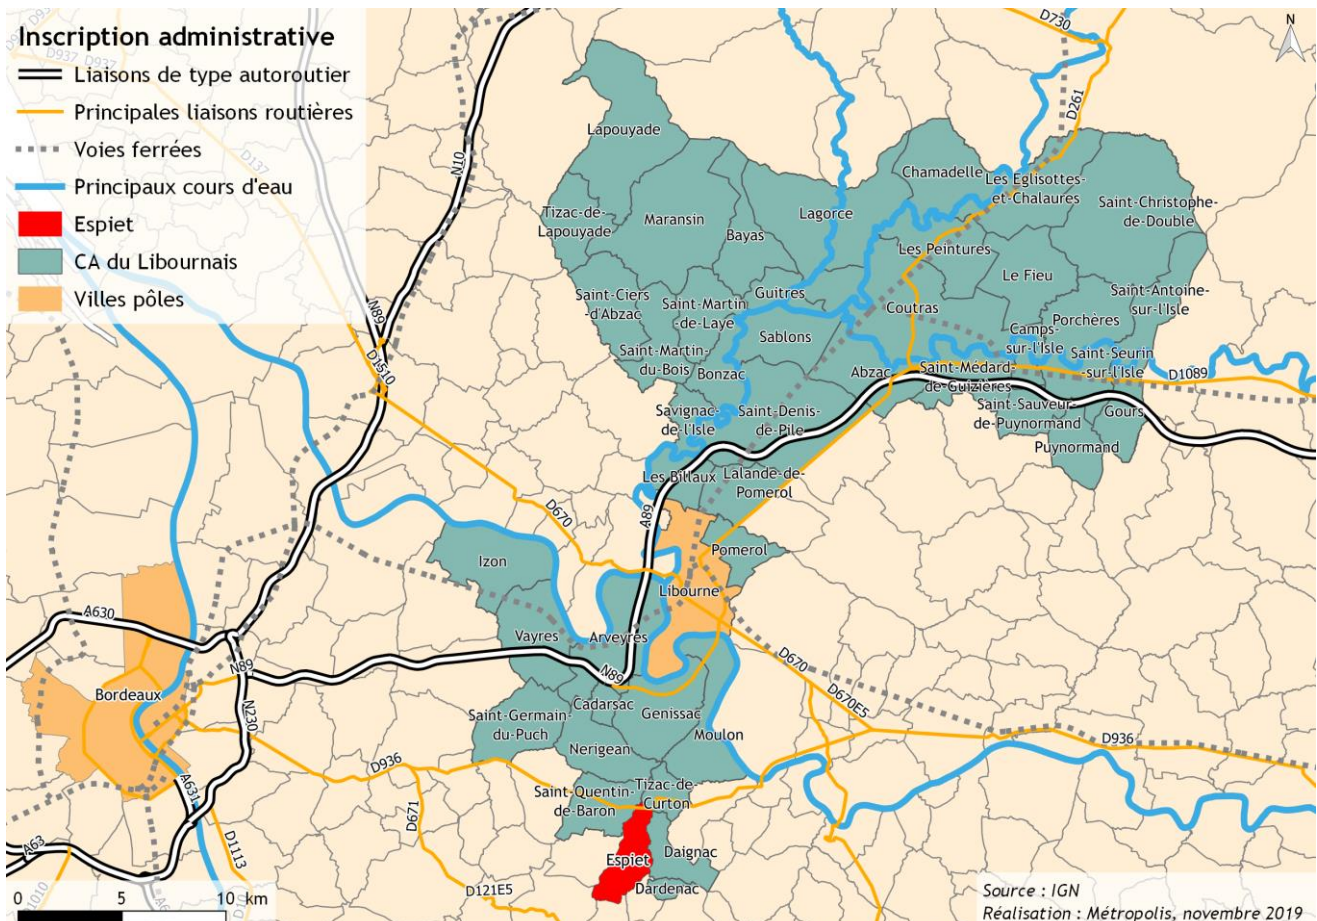 Inscription administrative
Liaisons de type autoroutier
Principales liaisons routières
Voies ferrées
Principaux cours d'eau
Espiet
CA du Libournais
Villes pôles
D937
D937
D137
N10
N89
D1510
D730
N
D261
Lapouyade
Chamadelle
Les Eglisottes-
et-Chalaures
Saint-Christophe
-de-Double
Tizac-de-
Lapouyade
Maransin
Bayas
Lagorce
Les Peintures
Le Fieu
Saint-Ciers
-d'Abzac
Saint-Martin
-de-Laye
Guitres
Coutras
Saint-Antoine-
sur-l'Isle
Porchères
Camps-
sur-l'Isle
Sablons
Saint-Martin-
du-Bois
Bonzac
Abzac
Saint-Médard-
de-Guizières
Saint-Seurin
-sur-l'Isle
D1089
Savignac-
de-l'Isle
Saint-Denis-
de-Pile
Saint-Sauveur-
de-Puynormand
Gours
Puynormand
Les Billaux
Lalande-de-
Pomerol
A89
D670
Pomerol
Izon
Libourne
Vayres
Arveyres
A630
N89
N89
D670
D670E5
Bordeaux
N230
Cadarsac
Genissac
Saint-Germain-
du-Puch
Moulon
Nerigean
D936
D936
A631
Saint-Quentin-
de-Baron
Tizac-de-
Curton
D671
D1113
A63
Espiet
Daignac
Dardenac
D121E5
D1010
0 5 10 km
Source : IGN
Réalisation : Métropolis, novembre 2019